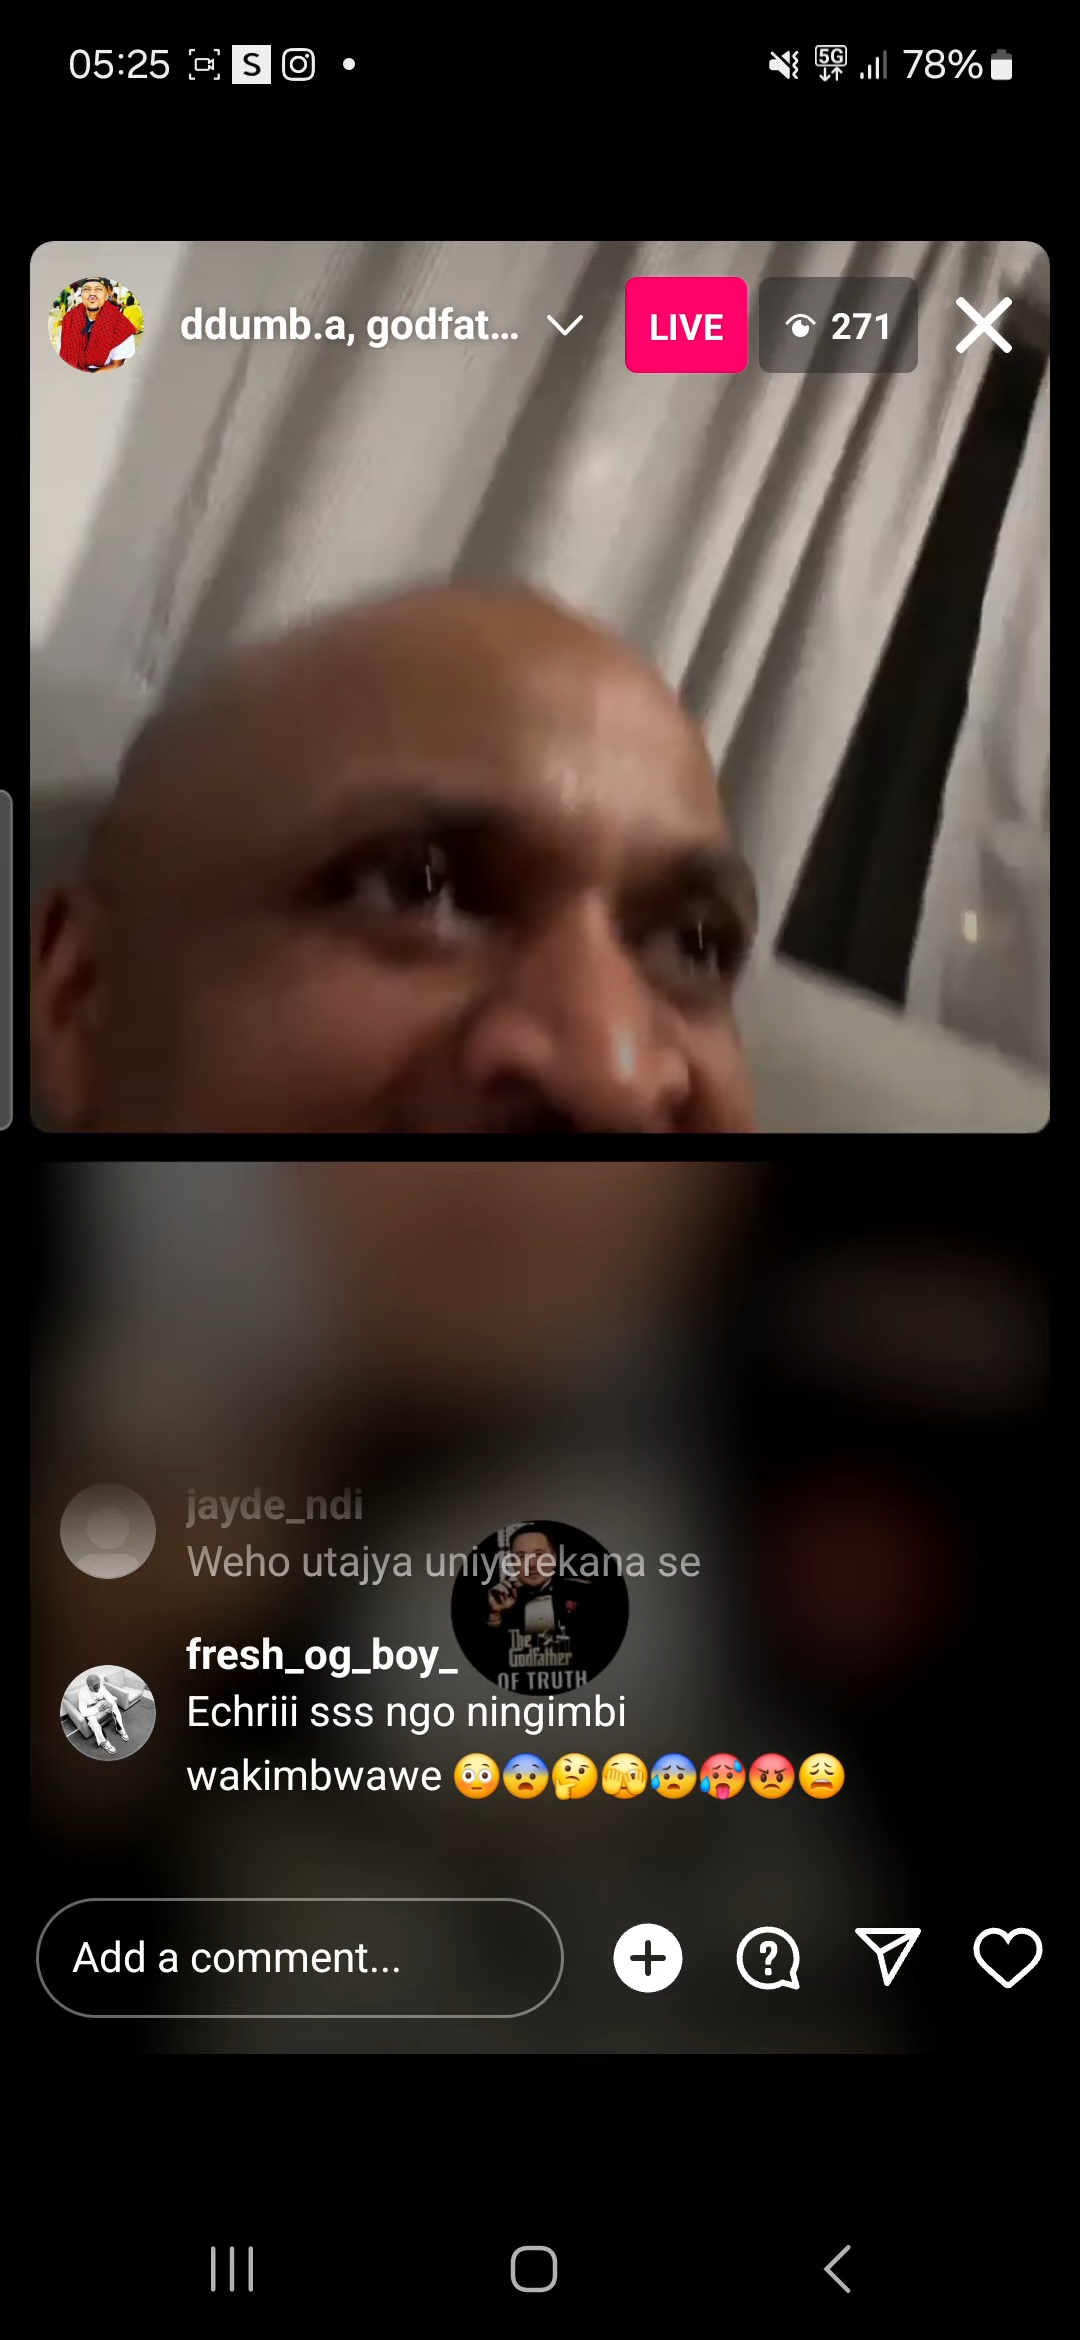 05:25 S 5G 78%
ddumb.a, godfat... LIVE 271
jayde_ndi
Weho utajya uniyerekana se
The
Godfather
OF TRUTH
fresh_og_boy_
Echriii sss ngo ningimbi
wakimbwawe 😳😨🤔🫣😰🥵😡😩
Add a comment...